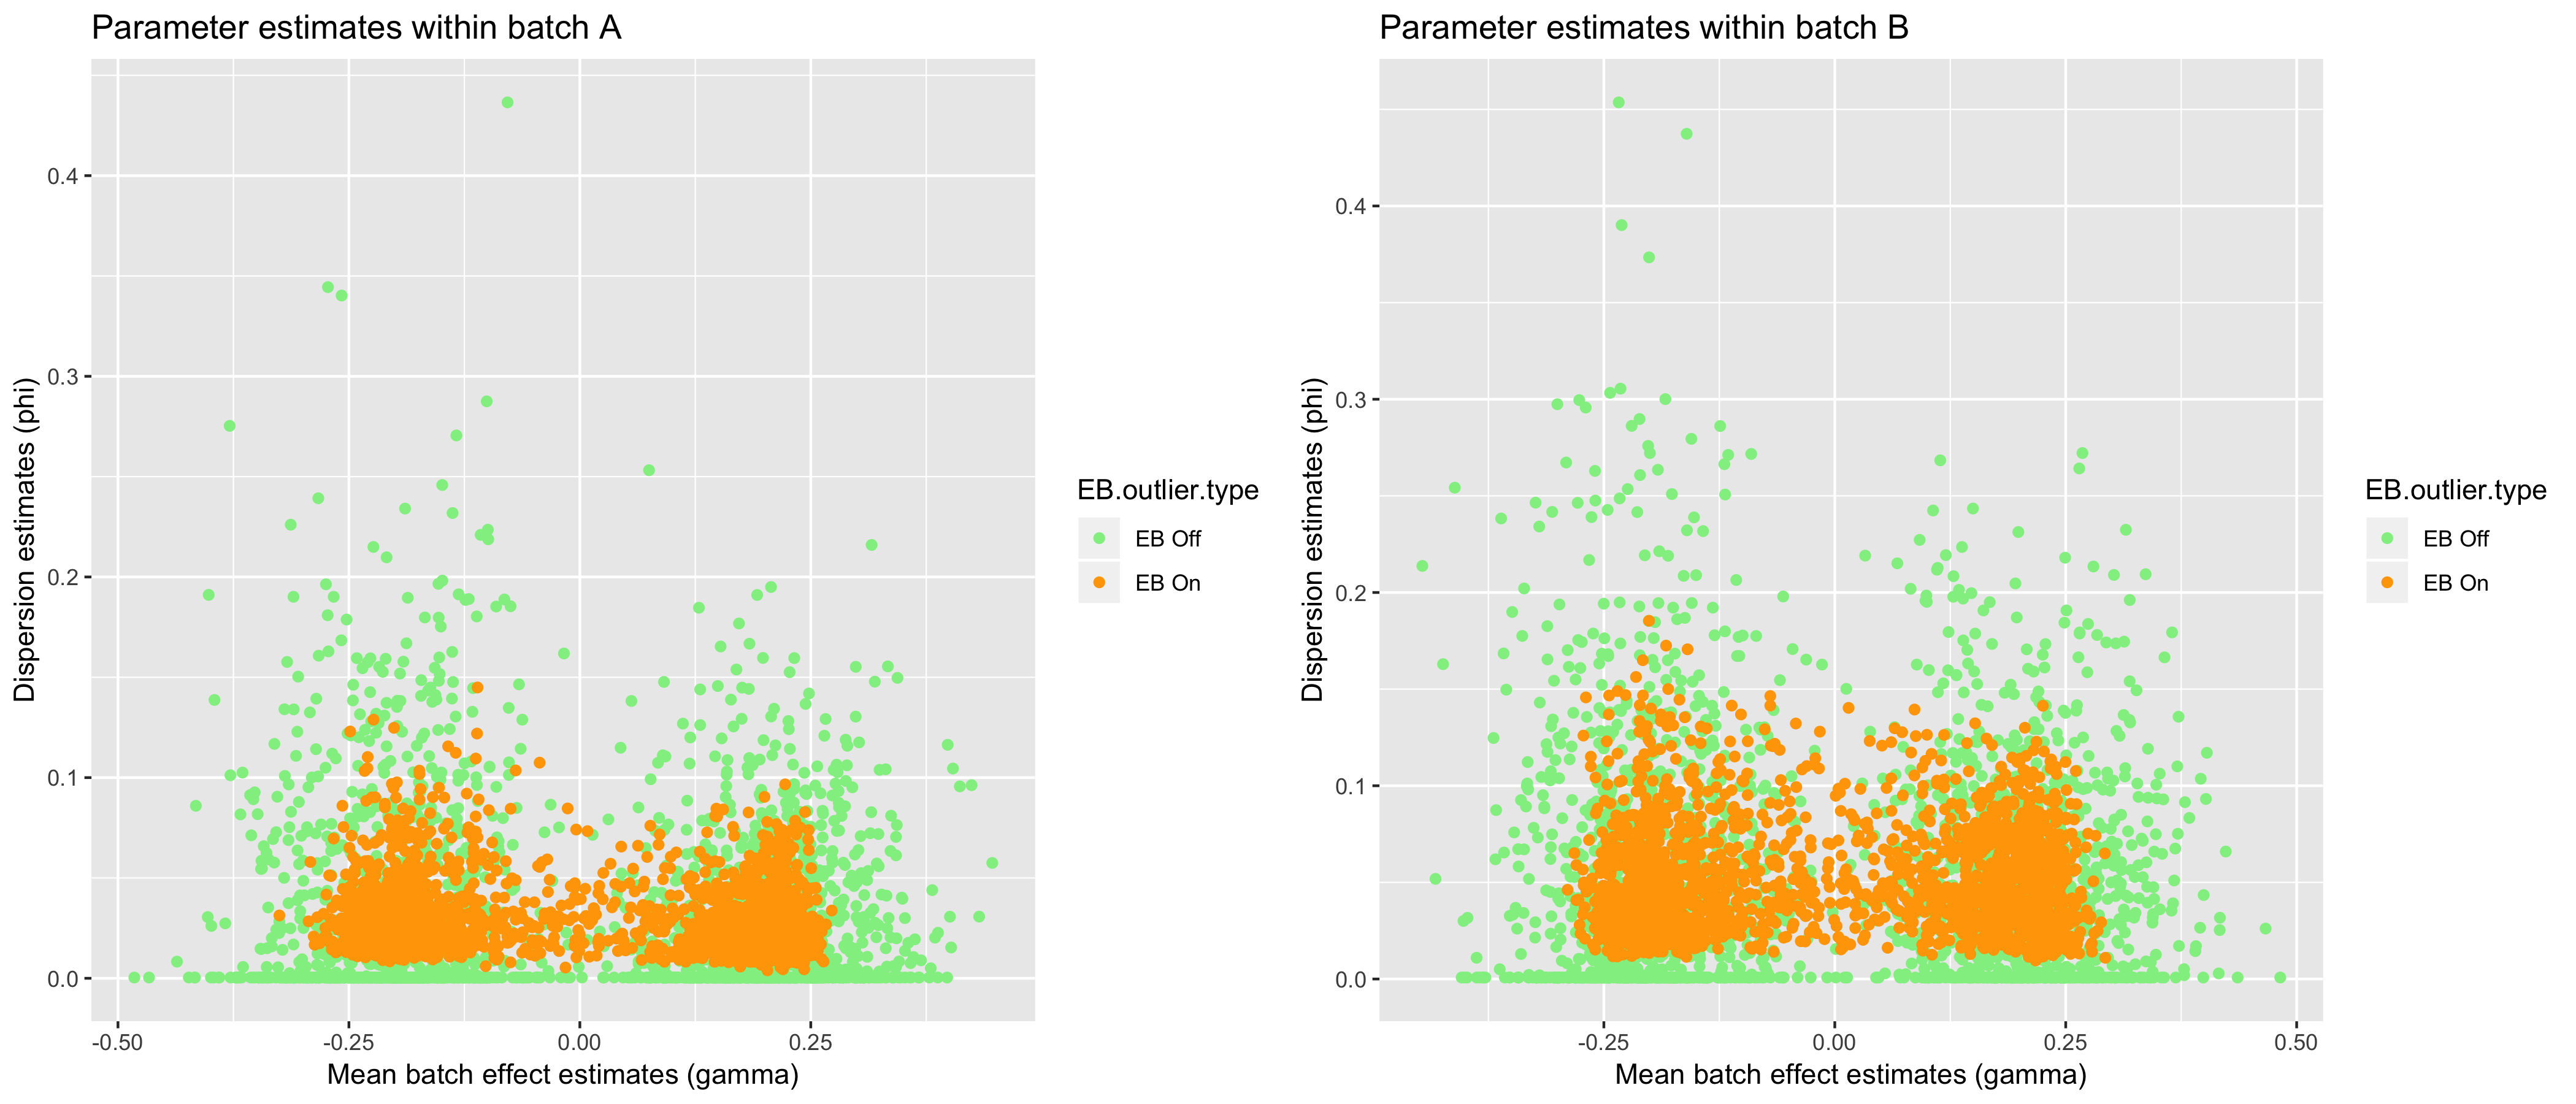 Parameter estimates within batch A
Dispersion estimates (phi)
0.4
0.3
0.2
0.1
0.0
-0.50
-0.25
0.00
0.25
Mean batch effect estimates (gamma)
EB.outlier.type
EB Off
EB On
Parameter estimates within batch B
Dispersion estimates (phi)
0.4
0.3
0.2
0.1
0.0
-0.25
0.00
0.25
0.50
Mean batch effect estimates (gamma)
EB.outlier.type
EB Off
EB On